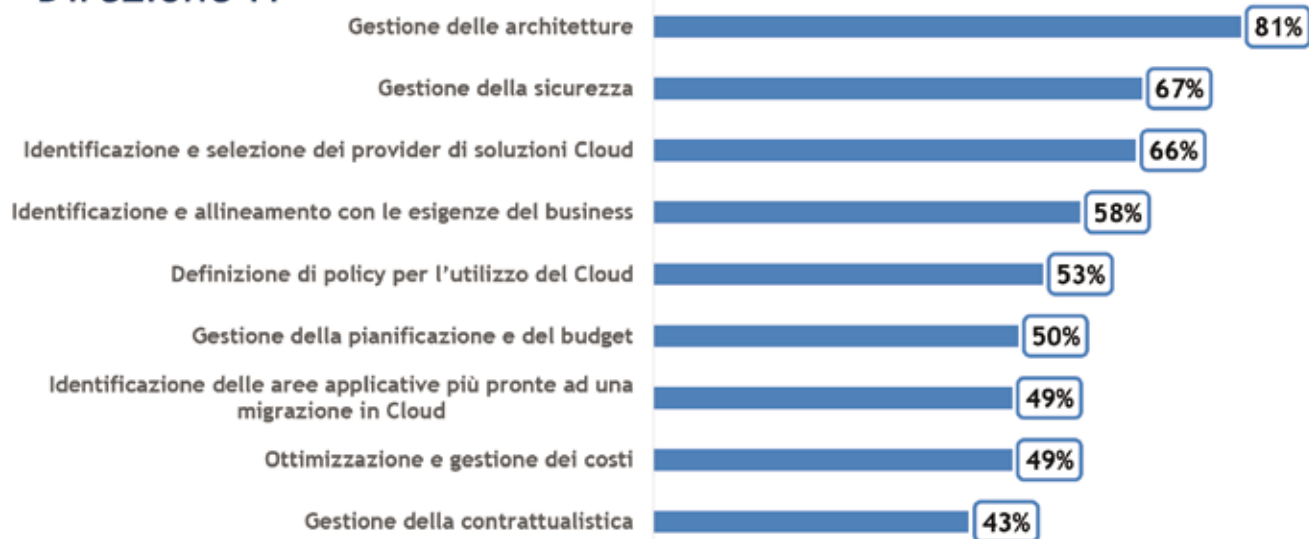 Direzione IT
Gestione delle architetture
81%
Gestione della sicurezza
67%
Identificazione e selezione dei provider di soluzioni Cloud
66%
Identificazione e allineamento con le esigenze del business
58%
Definizione di policy per l'utilizzo del Cloud
53%
Gestione della pianificazione e del budget
50%
Identificazione delle aree applicative più pronte ad una
migrazione in Cloud
49%
Ottimizzazione e gestione dei costi
49%
Gestione della contrattualistica
43%